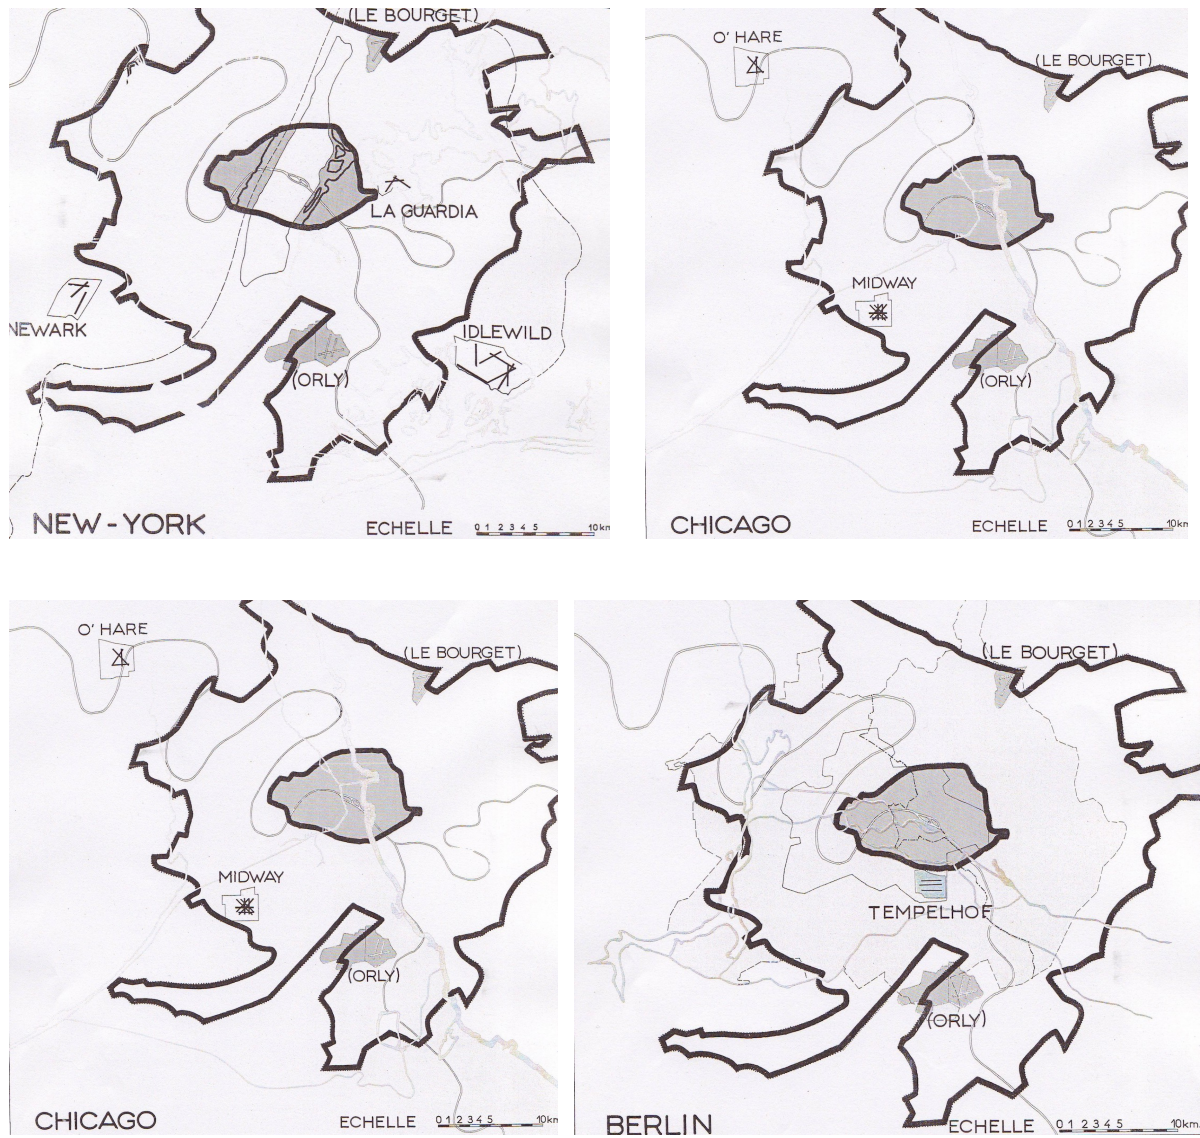 (LE BOURGET)
LA GUARDIA
NEWARK
IDLEWILD
(ORLY)
NEW-YORK
ECHELLE
0 1 2 3 4 5 10km
O' HARE
(LE BOURGET)
MIDWAY
(ORLY)
CHICAGO
ECHELLE
0 1 2 3 4 5 10km
O' HARE
(LE BOURGET)
MIDWAY
(ORLY)
CHICAGO
ECHELLE
0 1 2 3 4 5 10km
(LE BOURGET)
TEMPELHOF
(ORLY)
BERLIN
ECHELLE
0 1 2 3 4 5 10km